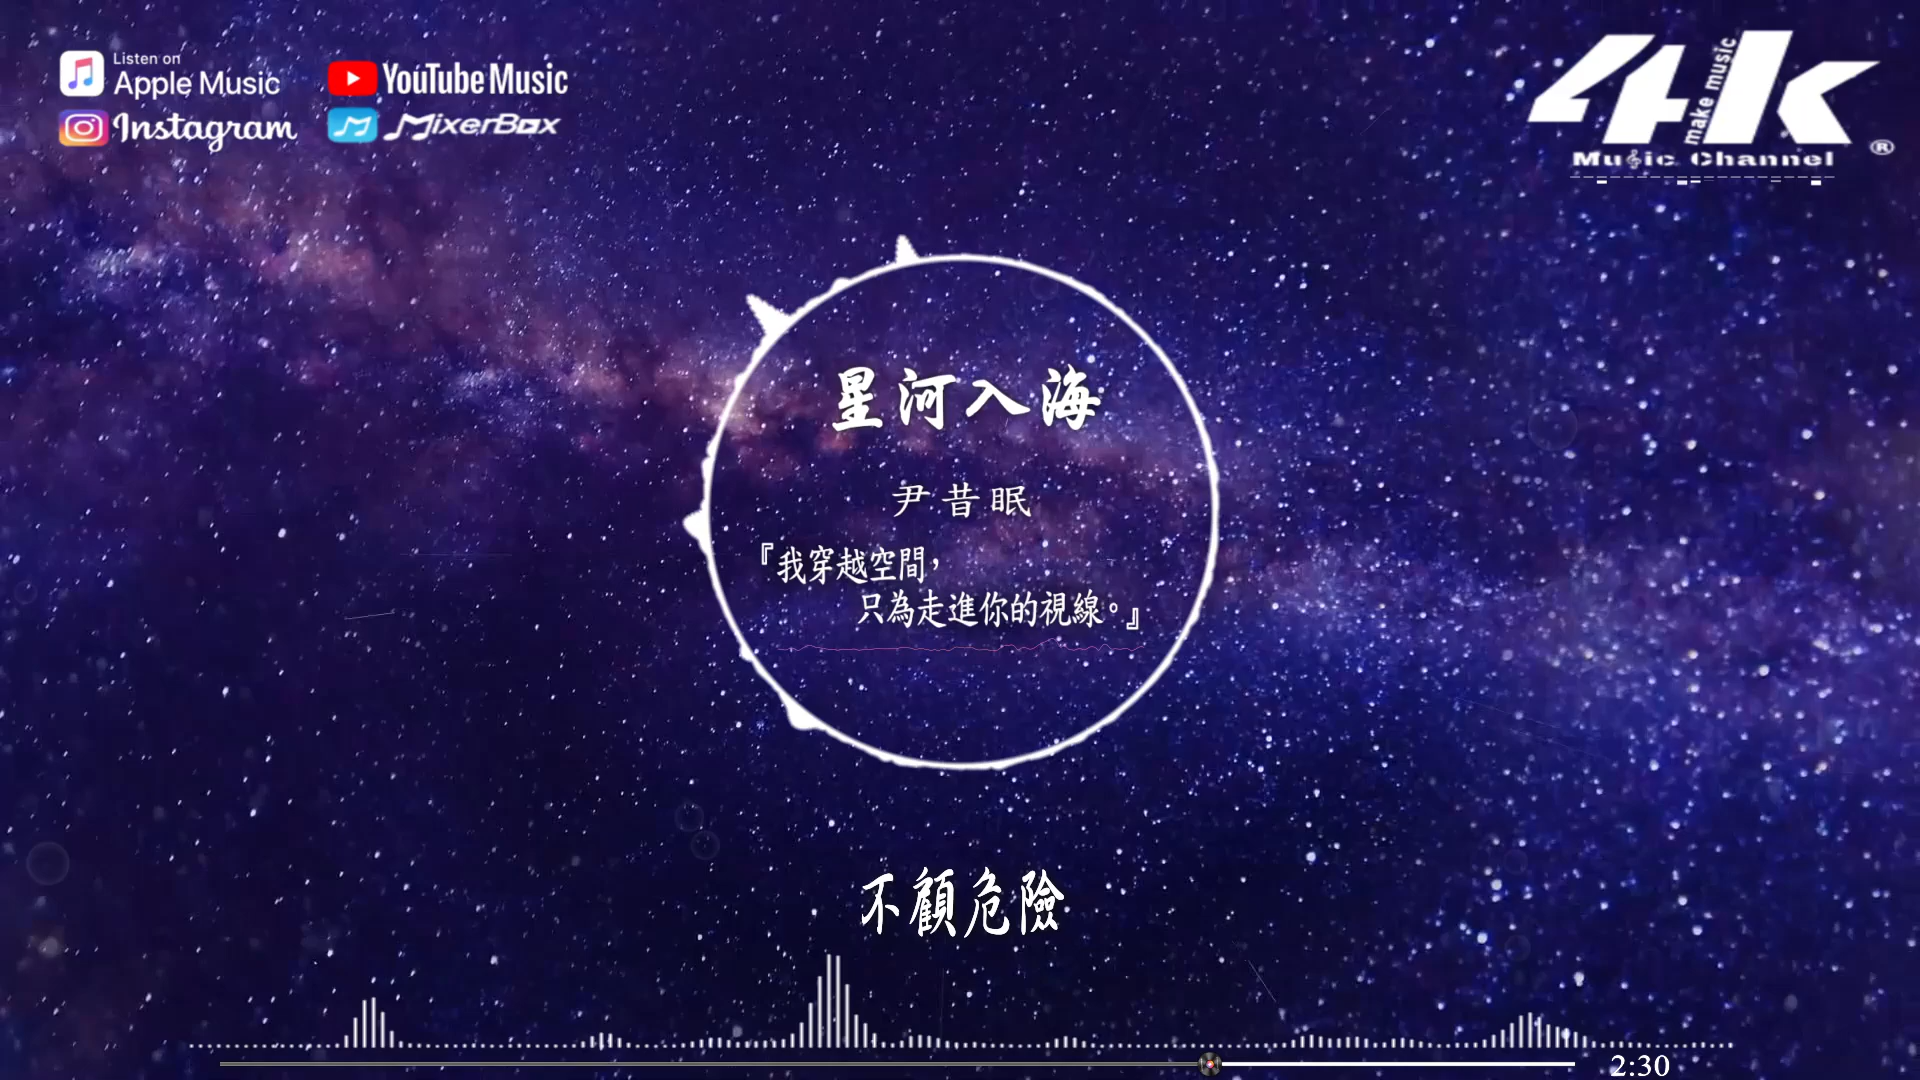 Listen on
Apple Music
YouTube Music
Instagram
MixerBox
4K
make music
Music Channel
®
星河入海
尹昔眠
『我穿越空間，
只為走進你的視線。』
不顧危險
2:30